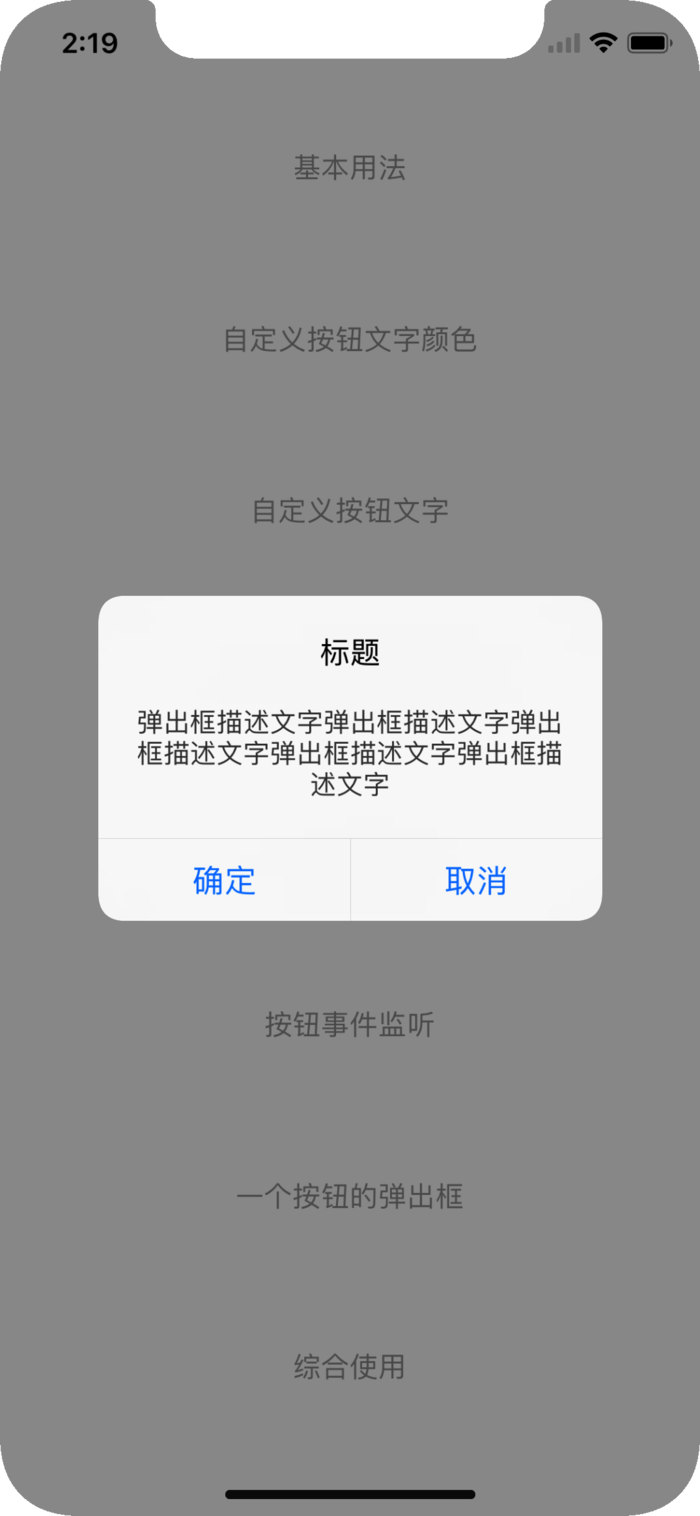 2:19
基本用法
自定义按钮文字颜色
自定义按钮文字
标题
弹出框描述文字弹出框描述文字弹出
框描述文字弹出框描述文字弹出框描
述文字
确定
取消
按钮事件监听
一个按钮的弹出框
综合使用